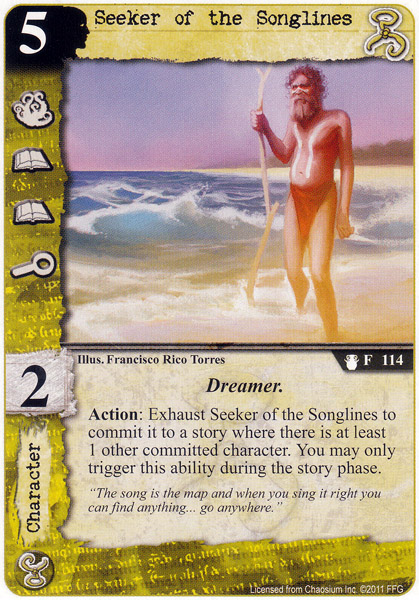 5
Seeker of the Songlines
Illus. Francisco Rico Torres
F 114
2
Dreamer.
Action: Exhaust Seeker of the Songlines to
commit it to a story where there is at least
1 other committed character. You may only
trigger this ability during the story phase.
“The song is the map and when you sing it right you
can find anything... go anywhere.”
Character
Licensed from Chaosium Inc. ©2011 FFG